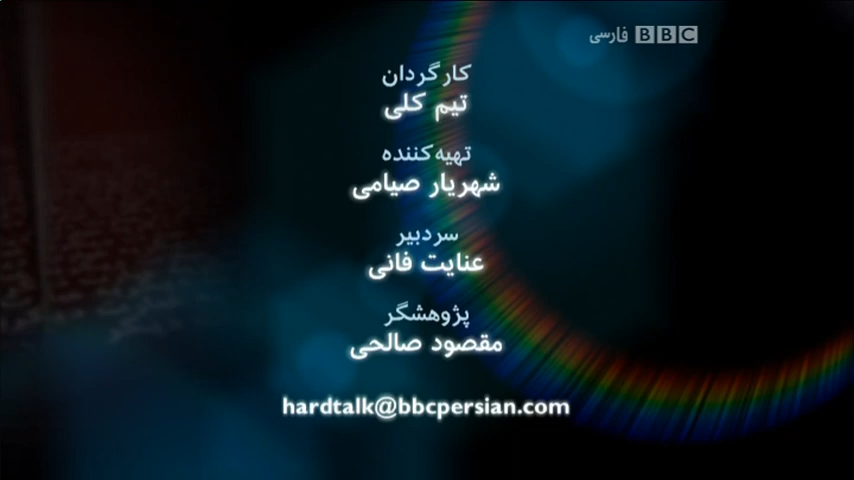 BBC فارسی
کارگردان
تیم کلی
تهیه‌کننده
شهریار صیامی
سردبیر
عنایت فانی
پژوهشگر
مقصود صالحی
hardtalk@bbcpersian.com